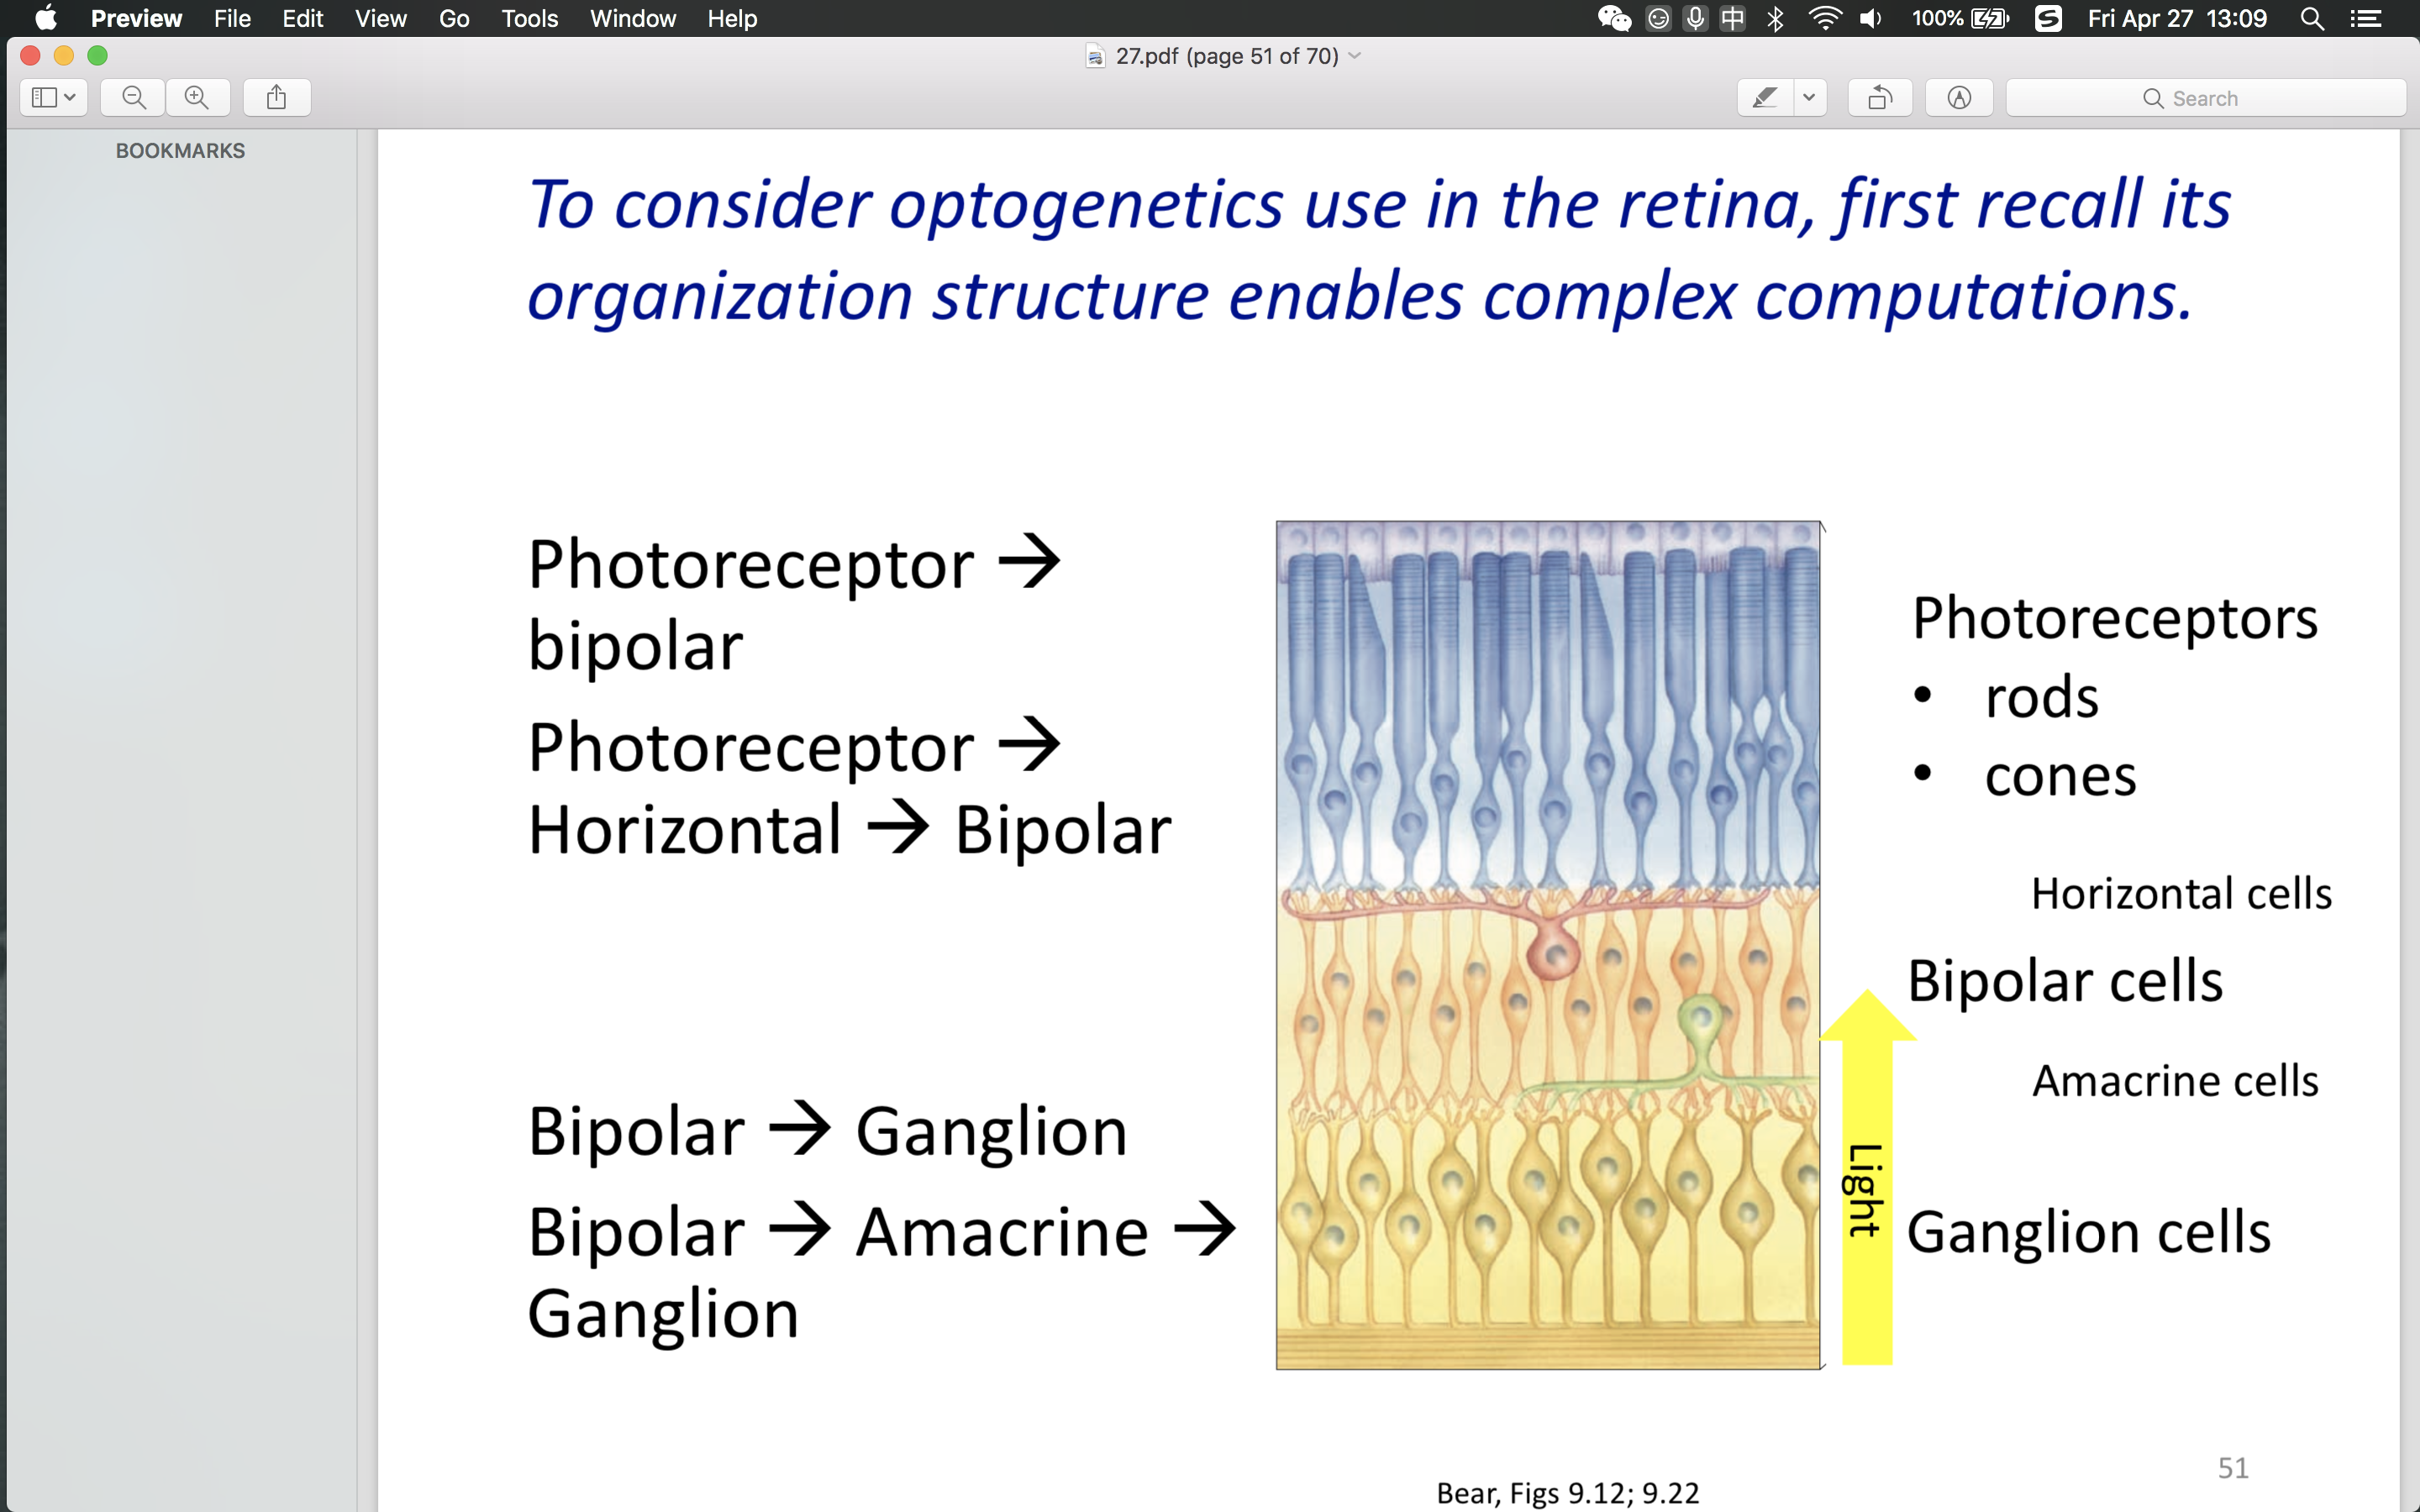 Preview File Edit View Go Tools Window Help 中 100% Fri Apr 27 13:09
27.pdf (page 51 of 70)
Search
BOOKMARKS
To consider optogenetics use in the retina, first recall its
organization structure enables complex computations.
Photoreceptor →
bipolar
Photoreceptor →
Horizontal → Bipolar
Bipolar → Ganglion
Bipolar → Amacrine →
Ganglion
Photoreceptors
• rods
• cones
Horizontal cells
Bipolar cells
Amacrine cells
Ganglion cells
Light
Bear, Figs 9.12; 9.22
51